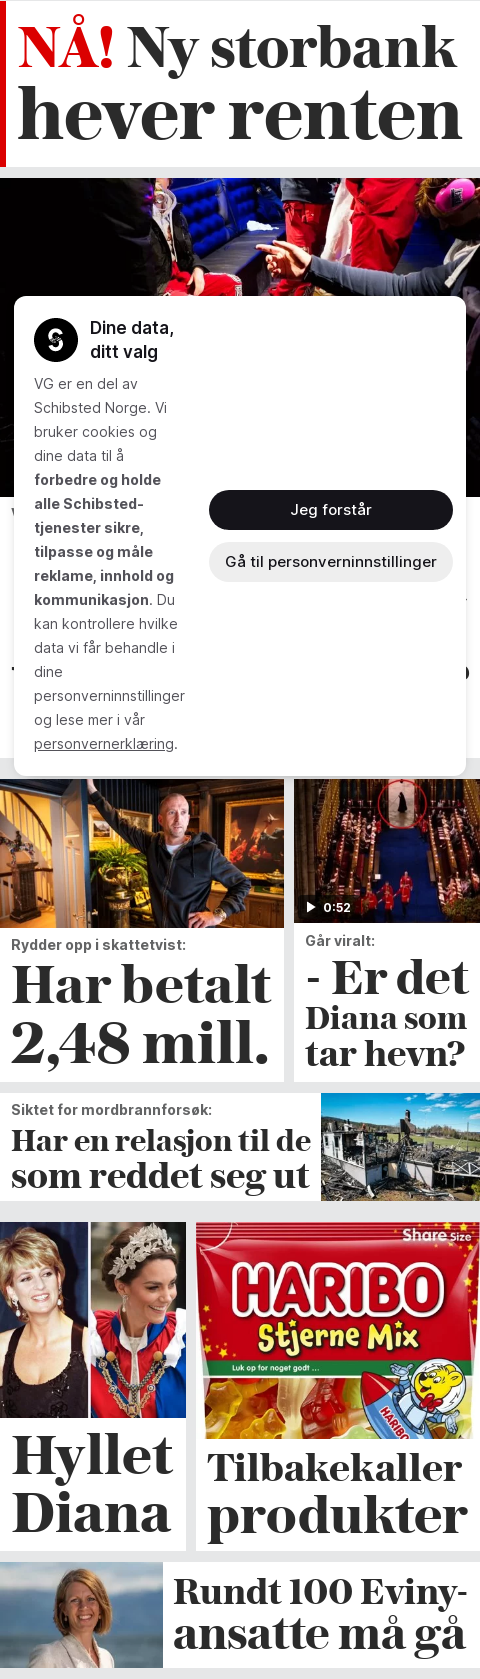 NÅ! Ny storbank
hever renten
Dine data,
ditt valg
VG er en del av
Schibsted Norge. Vi
bruker cookies og
dine data til å
forbedre og holde
alle Schibsted-
tjenester sikre,
tilpasse og måle
reklame, innhold og
kommunikasjon. Du
kan kontrollere hvilke
data vi får behandle i
dine
personverninnstillinger
og lese mer i vår
personvernerklæring.
Jeg forstår
Gå til personverninnstillinger
0:52
Rydder opp i skattetvist:
Har betalt
2,48 mill.
Går viralt:
- Er det
Diana som
tar hevn?
Siktet for mordbrannforsøk:
Har en relasjon til de
som reddet seg ut
Share Size
HARIBO
Stjerne Mix
Luk op for noget godt ...
HARIBO
Hyllet
Diana
Tilbakekaller
produkter
Rundt 100 Eviny-
ansatte må gå